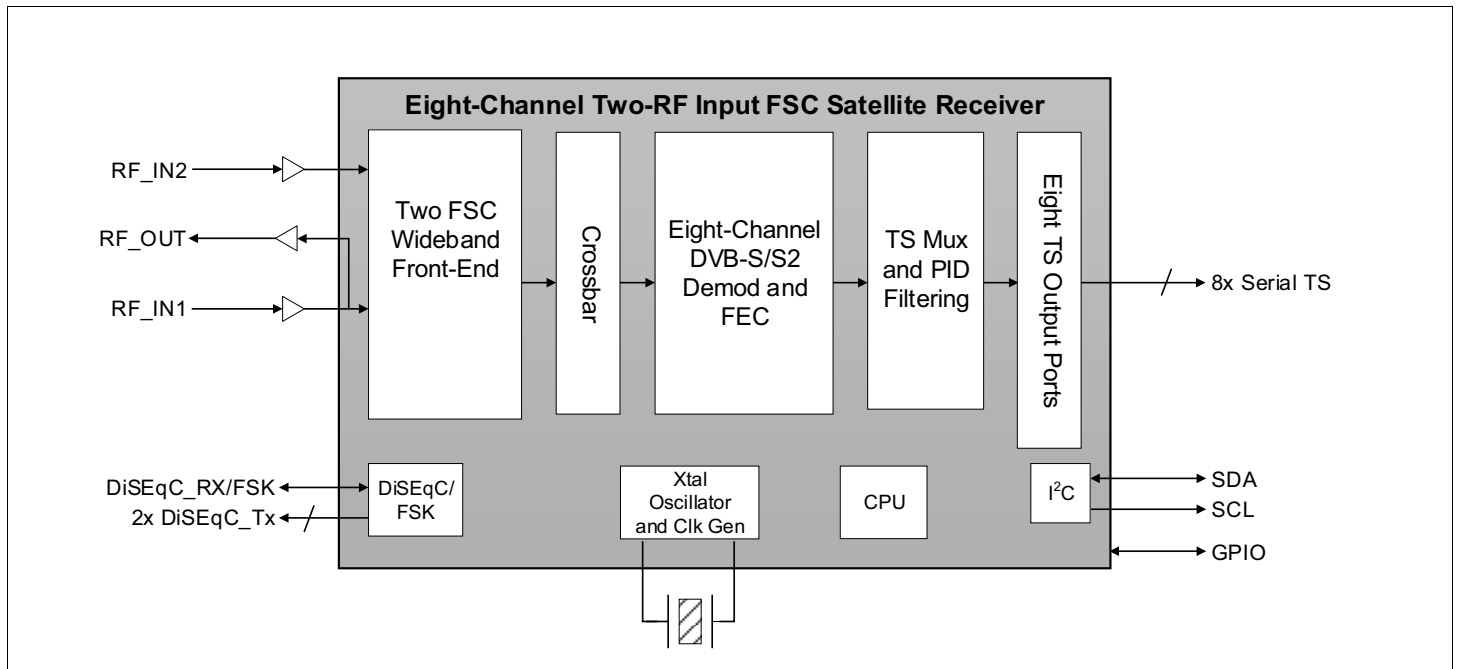 Eight-Channel Two-RF Input FSC Satellite Receiver
RF_IN2
RF_OUT
RF_IN1
Two FSC
Wideband
Front-End
Crossbar
Eight-Channel
DVB-S/S2
Demod and
FEC
TS Mux
and PID
Filtering
Eight TS Output Ports
8x Serial TS
DiSEqC_RX/FSK
2x DiSEqC_Tx
DiSEqC/
FSK
Xtal
Oscillator
and Clk Gen
CPU
I²C
SDA
SCL
GPIO